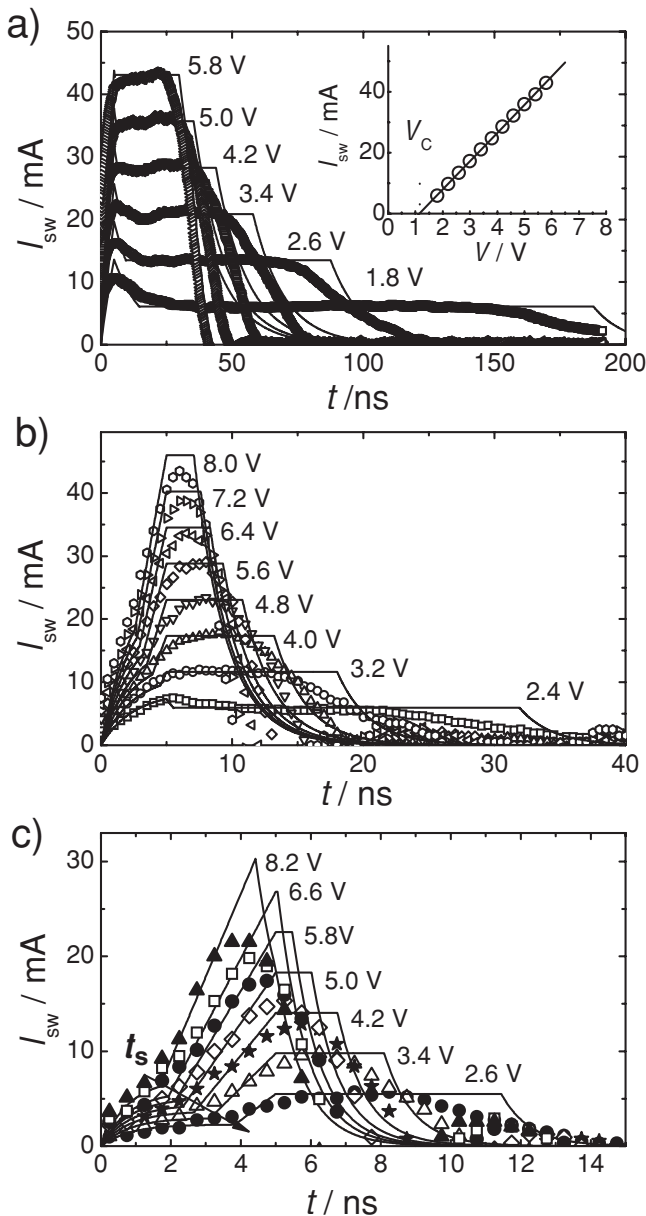 a)
50
40
30
20
10
0
I_sw / mA
5.8 V
5.0 V
4.2 V
3.4 V
2.6 V
1.8 V
40
20
0
I_sw / mA
V_C
0 1 2 3 4 5 6 7 8
V / V
0 50 100 150 200
t /ns
b)
40
30
20
10
0
I_sw / mA
8.0 V
7.2 V
6.4 V
5.6 V
4.8 V
4.0 V
3.2 V
2.4 V
0 10 20 30 40
t / ns
c)
30
20
10
0
I_sw / mA
8.2 V
6.6 V
5.8V
5.0 V
4.2 V
3.4 V
2.6 V
t_s
0 2 4 6 8 10 12 14
t / ns